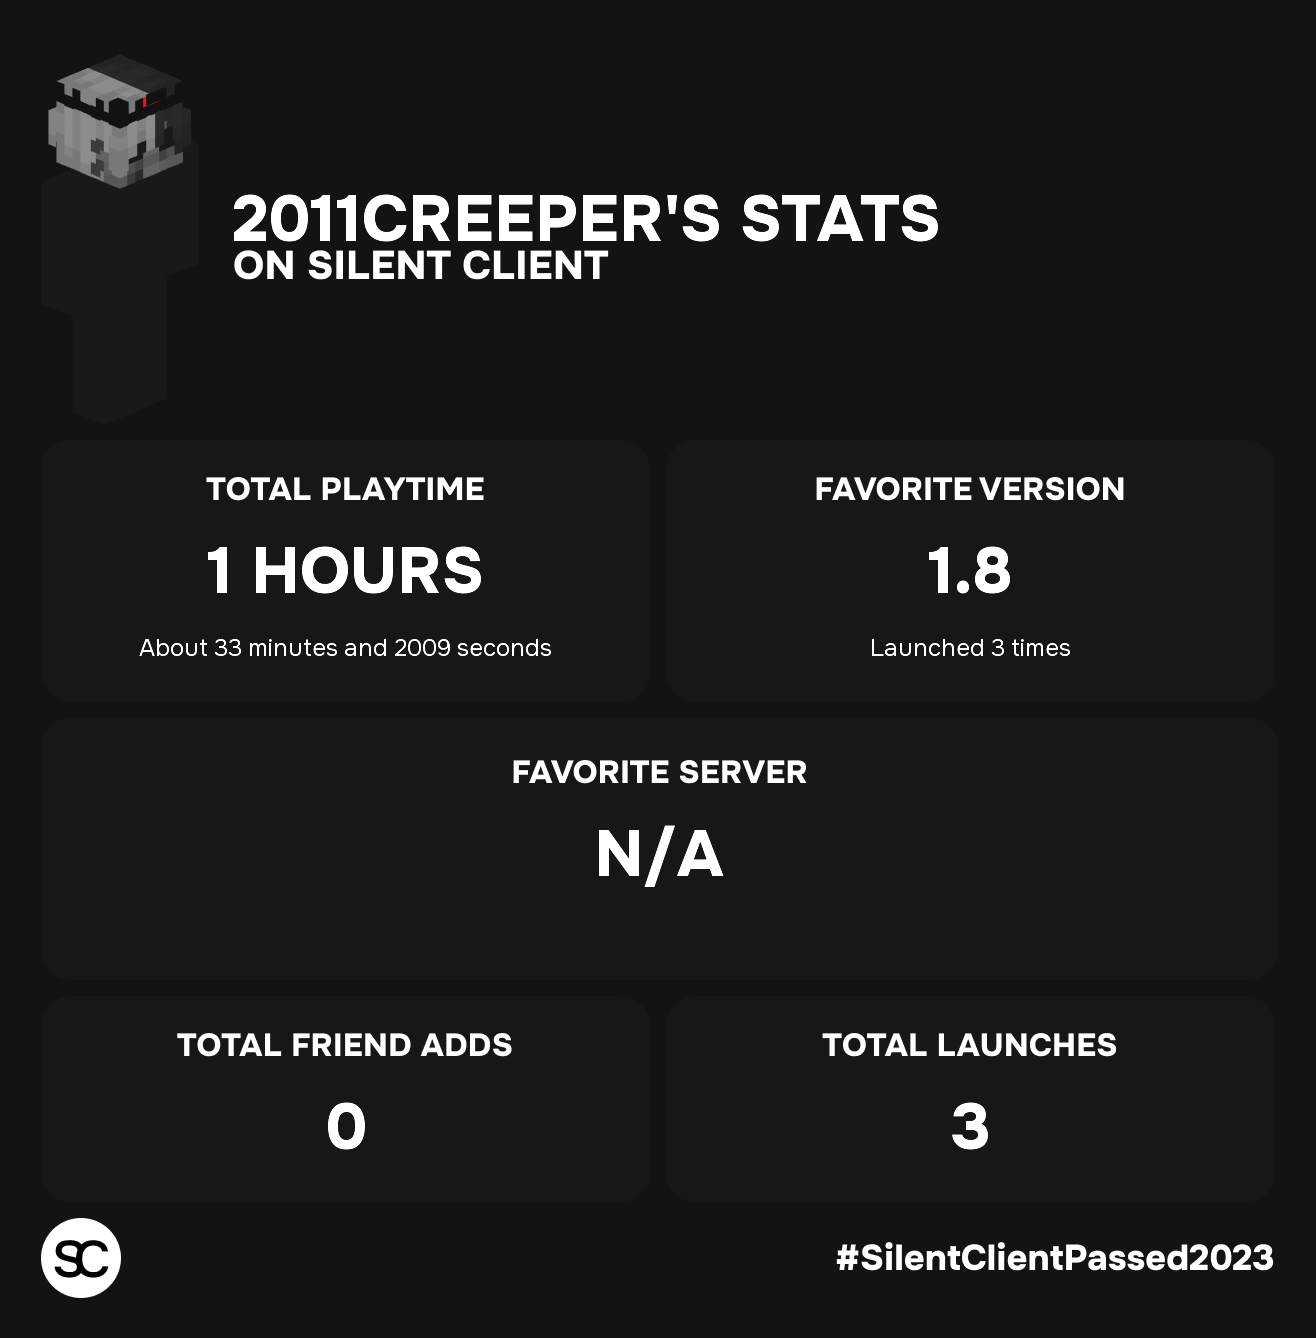 2011CREEPER'S STATS
ON SILENT CLIENT
TOTAL PLAYTIME
1 HOURS
About 33 minutes and 2009 seconds
FAVORITE VERSION
1.8
Launched 3 times
FAVORITE SERVER
N/A
TOTAL FRIEND ADDS
0
TOTAL LAUNCHES
3
SC
#SilentClientPassed2023